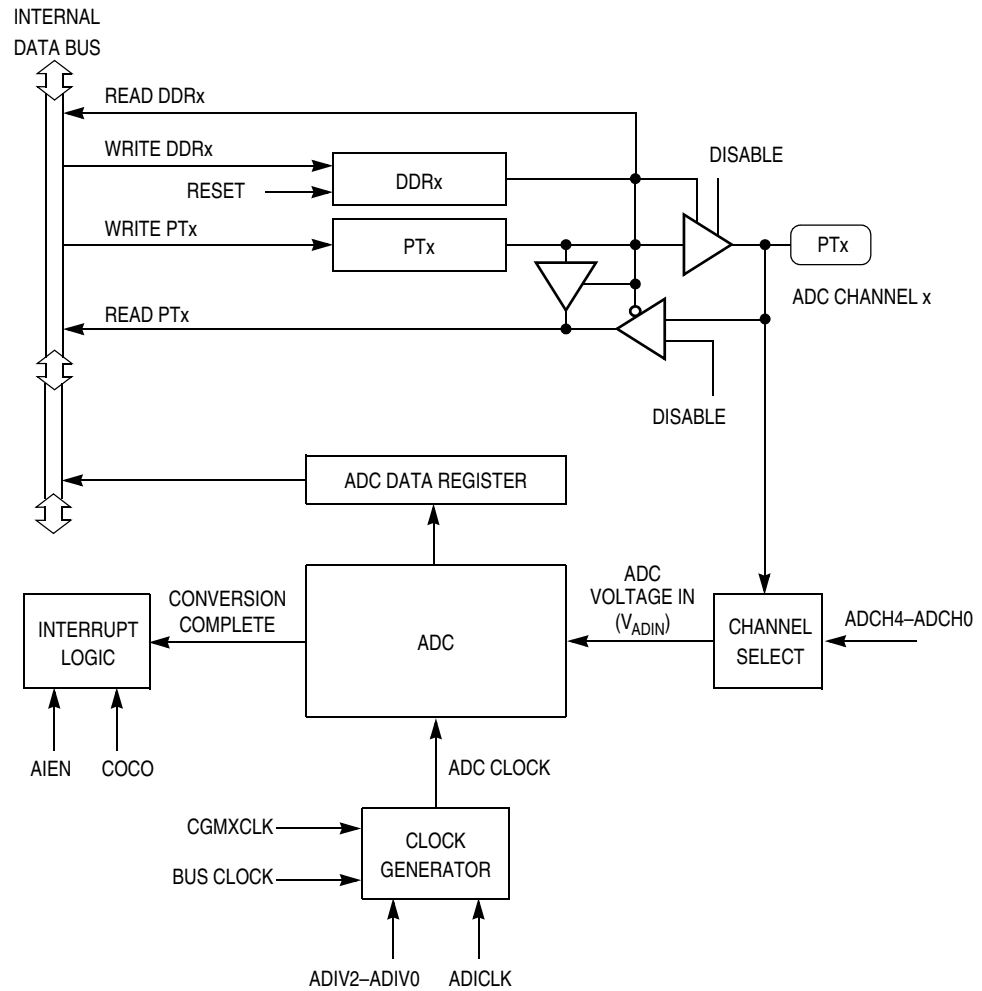 INTERNAL
DATA BUS
READ DDRx
WRITE DDRx
DISABLE
DDRx
RESET
WRITE PTx
PTx
PTx
ADC CHANNEL x
READ PTx
DISABLE
ADC DATA REGISTER
INTERRUPT
LOGIC
CONVERSION
COMPLETE
ADC
ADC
VOLTAGE IN
(VADIN)
CHANNEL
SELECT
ADCH4–ADCH0
AIEN
COCO
ADC CLOCK
CGMXCLK
BUS CLOCK
CLOCK
GENERATOR
ADIV2–ADIV0
ADICLK